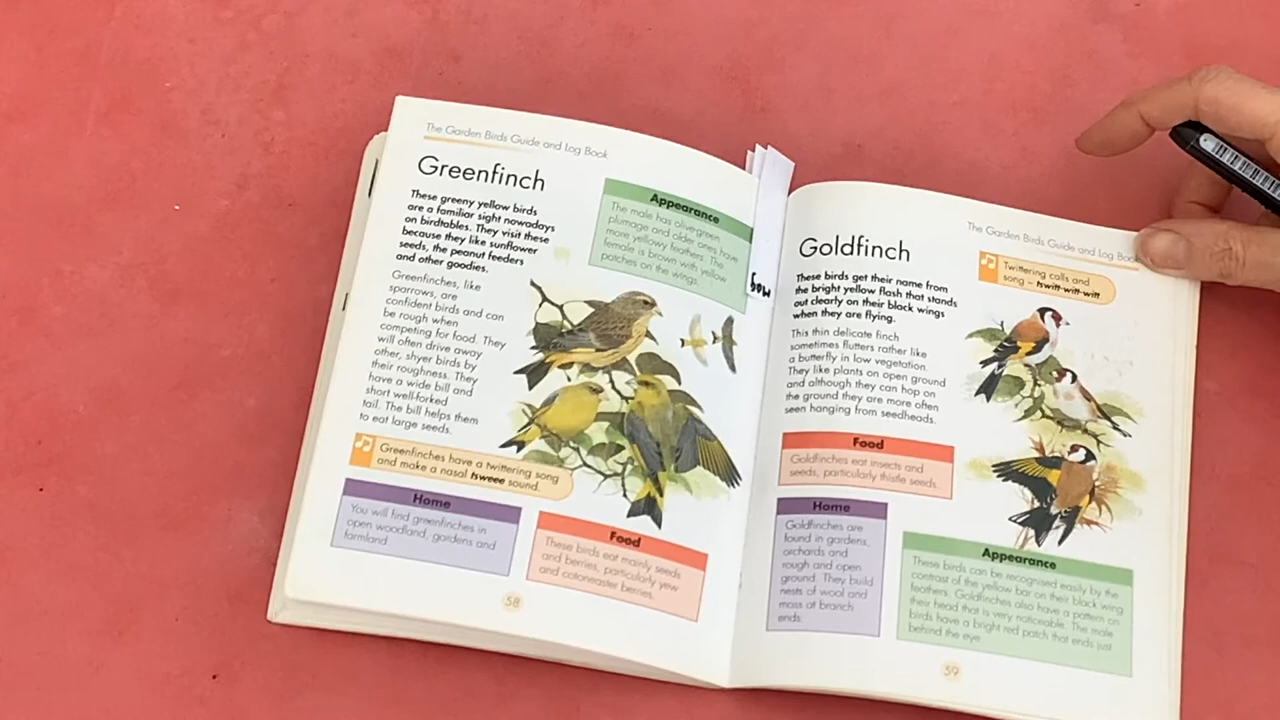 The Garden Birds Guide and Log Book
Greenfinch
These greeny yellow birds
are a familiar sight nowadays
on birdtables. They visit these
because they like sunflower
seeds, the peanut feeders
and other goodies.
Greenfinches, like
sparrows, are
confident birds and can
be rough when
competing for food. They
will often drive away
other, shyer birds by
their roughness. They
have a wide bill and
short well-forked
tail. The bill helps them
to eat large seeds.
Appearance
The male has olive-green
plumage and older ones have
more yellowy feathers. The
female is brown with yellow
patches on the wings.
Greenfinches have a twittering song
and make a nasal tsweee sound.
Home
You will find greenfinches in
open woodland, gardens and
farmland
Food
These birds eat mainly seeds
and berries, particularly yew
and cotoneaster berries.
58
The Garden Birds Guide and Log Book
Goldfinch
These birds get their name from
the bright yellow flash that stands
out clearly on their black wings
when they are flying.
This thin delicate finch
sometimes flutters rather like
a butterfly in low vegetation.
They like plants on open ground
and although they can hop on
the ground they are more often
seen hanging from seedheads.
Twittering calls and
song – tswitt-witt-witt
Food
Goldfinches eat insects and
seeds, particularly thistle seeds.
Home
Goldfinches are
found in gardens,
orchards and
rough and open
ground. They build
nests of wool and
moss at branch
ends.
Appearance
These birds can be recognised easily by the
contrast of the yellow bar on their black wing
feathers. Goldfinches also have a pattern on
their head that is very noticeable. The male
birds have a bright red patch that ends just
behind the eye
59